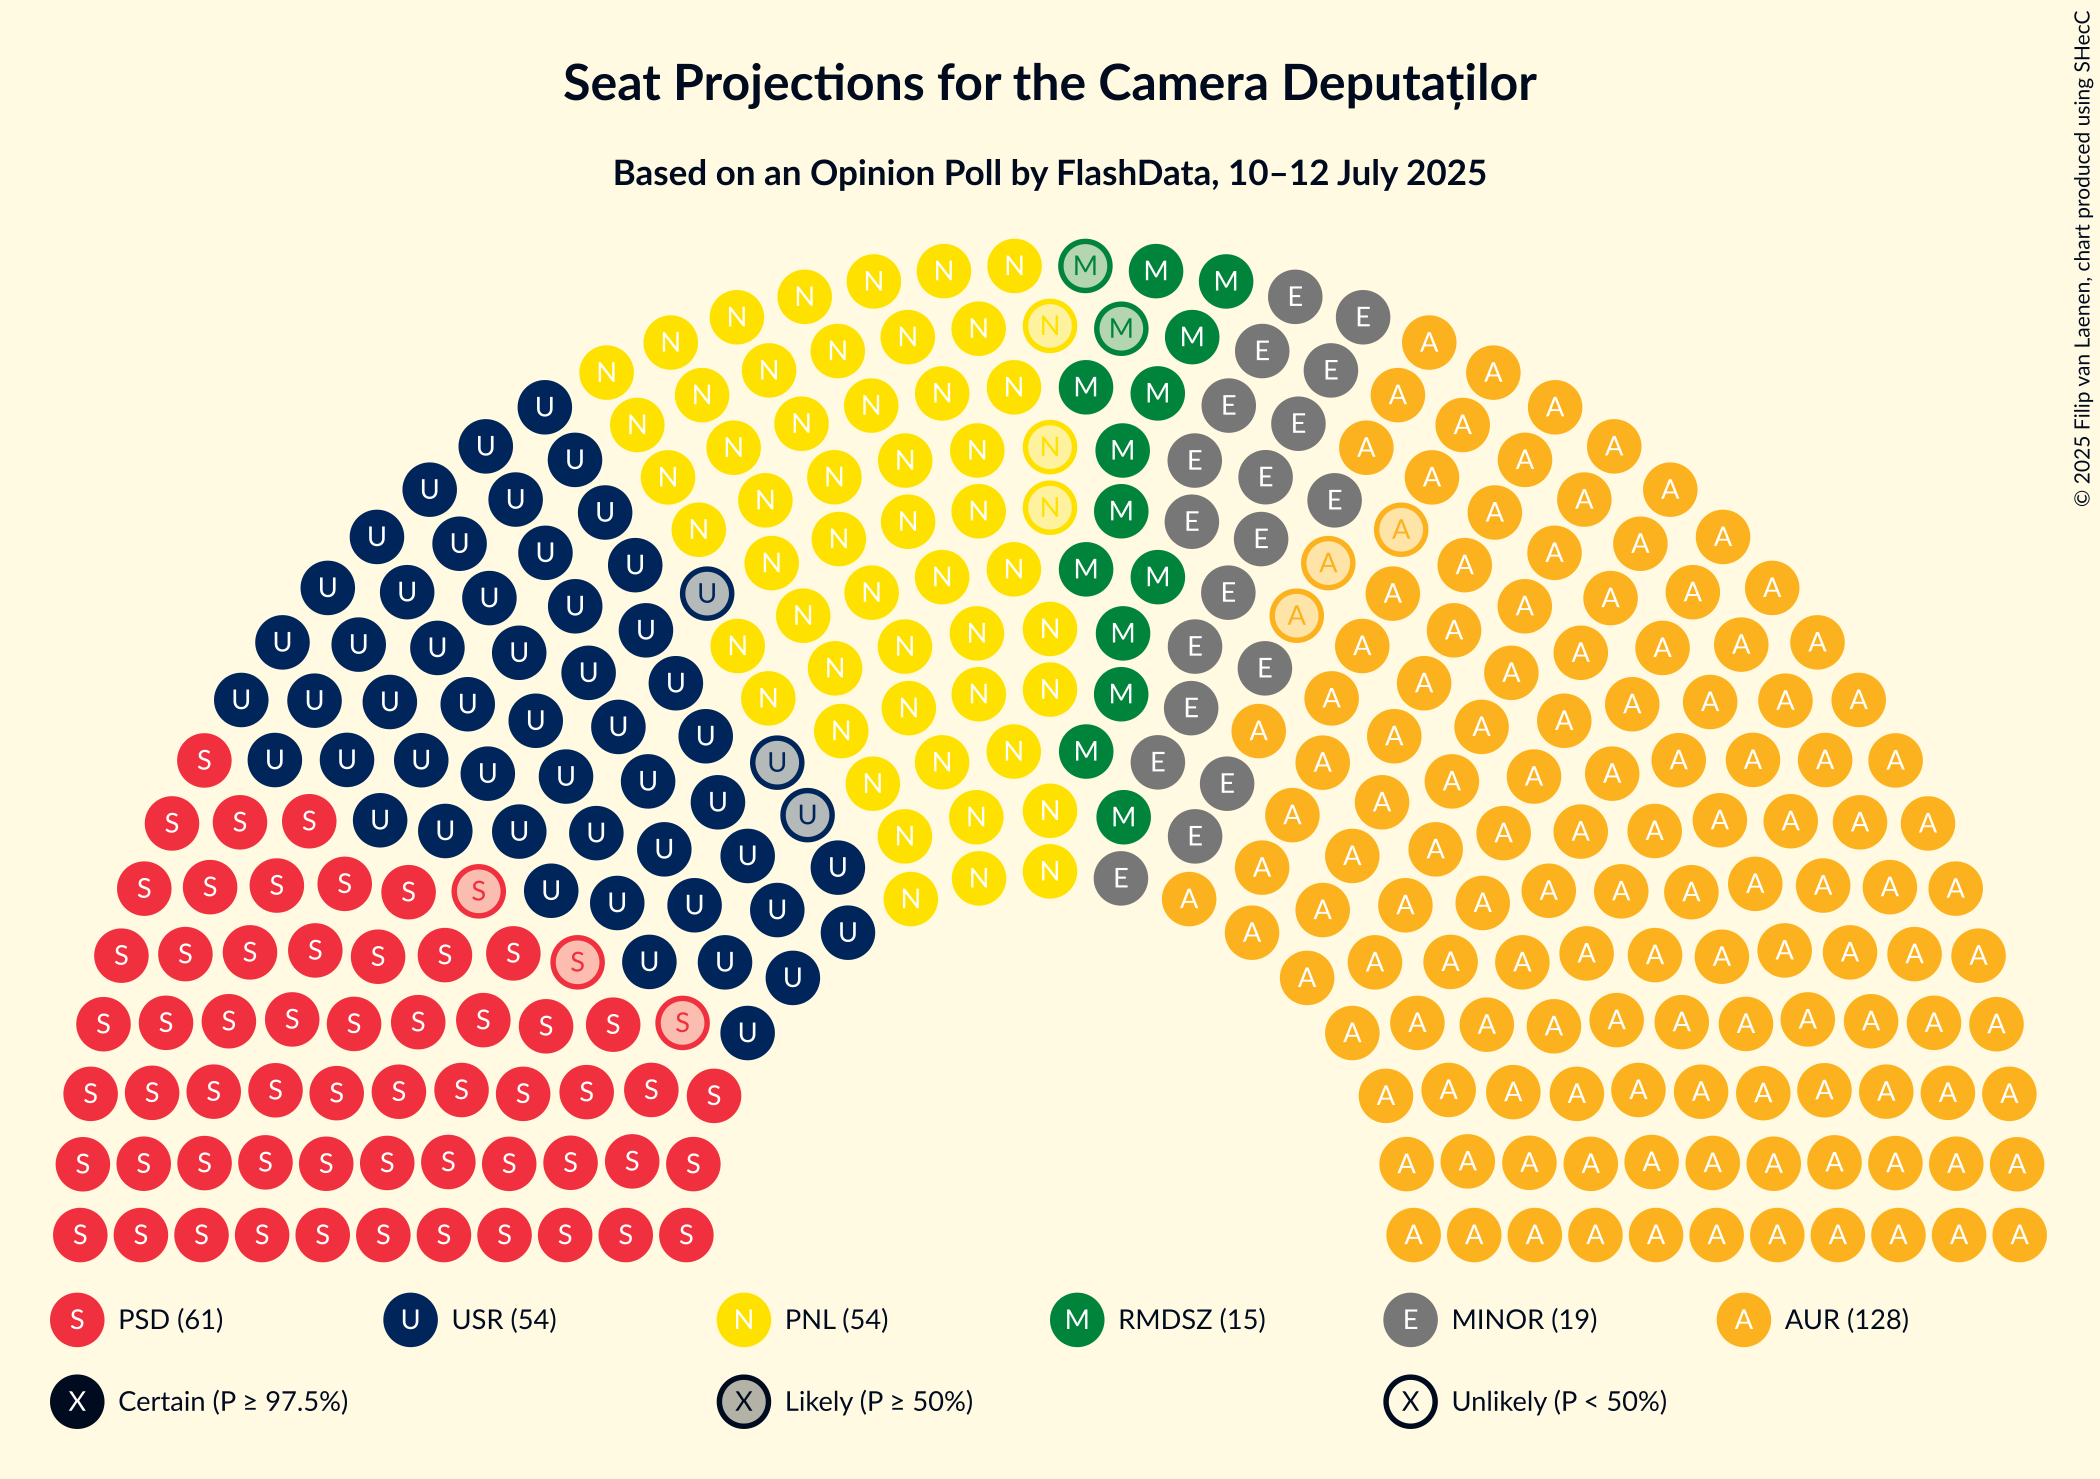 Seat Projections for the Camera Deputaților
Based on an Opinion Poll by FlashData, 10–12 July 2025
© 2025 Filip van Laenen, chart produced using SHecC
S PSD (61)
U USR (54)
N PNL (54)
M RMDSZ (15)
E MINOR (19)
A AUR (128)
X Certain (P ≥ 97.5%)
X Likely (P ≥ 50%)
X Unlikely (P < 50%)